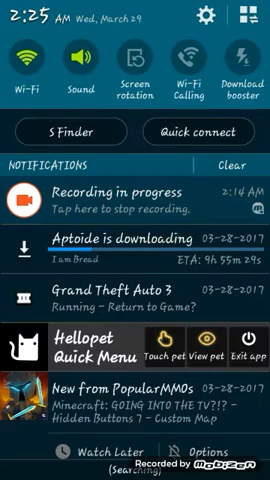 2:25 AM Wed, March 29
Wi-Fi
Sound
Screen rotation
Wi-Fi Calling
Download booster
S Finder
Quick connect
NOTIFICATIONS
Clear
Recording in progress 2:14 AM
Tap here to stop recording.
Aptoide is downloading 03-28-2017
I am Bread ETA: 9h 55m 29s
Grand Theft Auto 3 03-28-2017
Running - Return to Game?
Hellopet
Quick Menu
Touch pet View pet Exit app
New from PopularMMOs 03-28-2017
Minecraft: GOING INTO THE TV?!? -
Hidden Buttons 7 - Custom Map
Watch Later
Options
(Searching)
Recorded by Mobizen